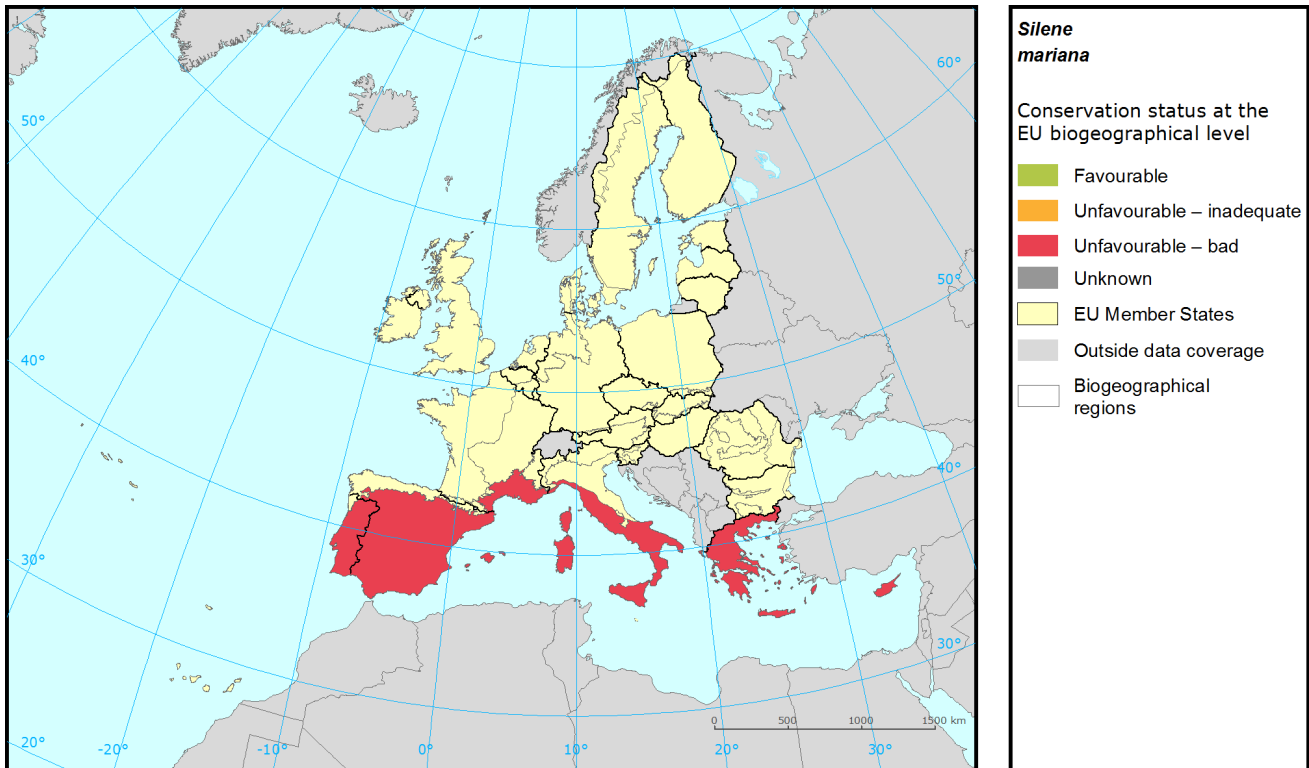 60°
50°
50°
40°
40°
30°
30°
20°
-20°
-10°
0°
10°
20°
30°
0 500 1000 1500 km
Silene
mariana
Conservation status at the
EU biogeographical level
Favourable
Unfavourable – inadequate
Unfavourable – bad
Unknown
EU Member States
Outside data coverage
Biogeographical
regions